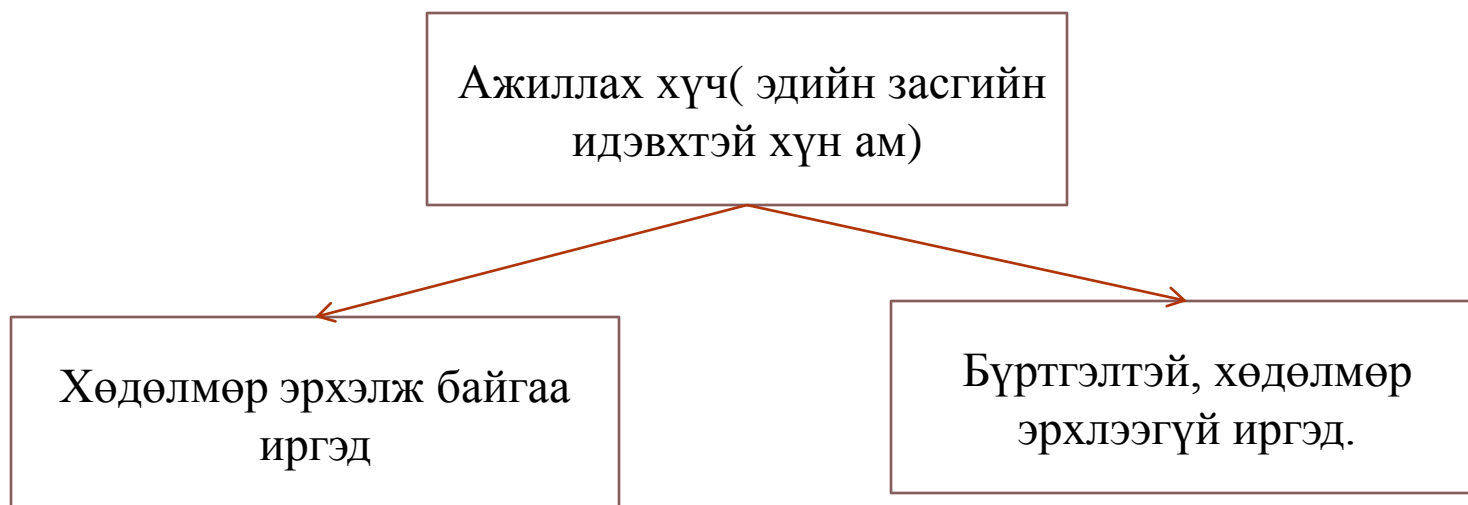 Ажиллах хүч( эдийн засгийн
идэвхтэй хүн ам)
Хөдөлмөр эрхэлж байгаа
иргэд
Бүртгэлтэй, хөдөлмөр
эрхлээгүй иргэд.